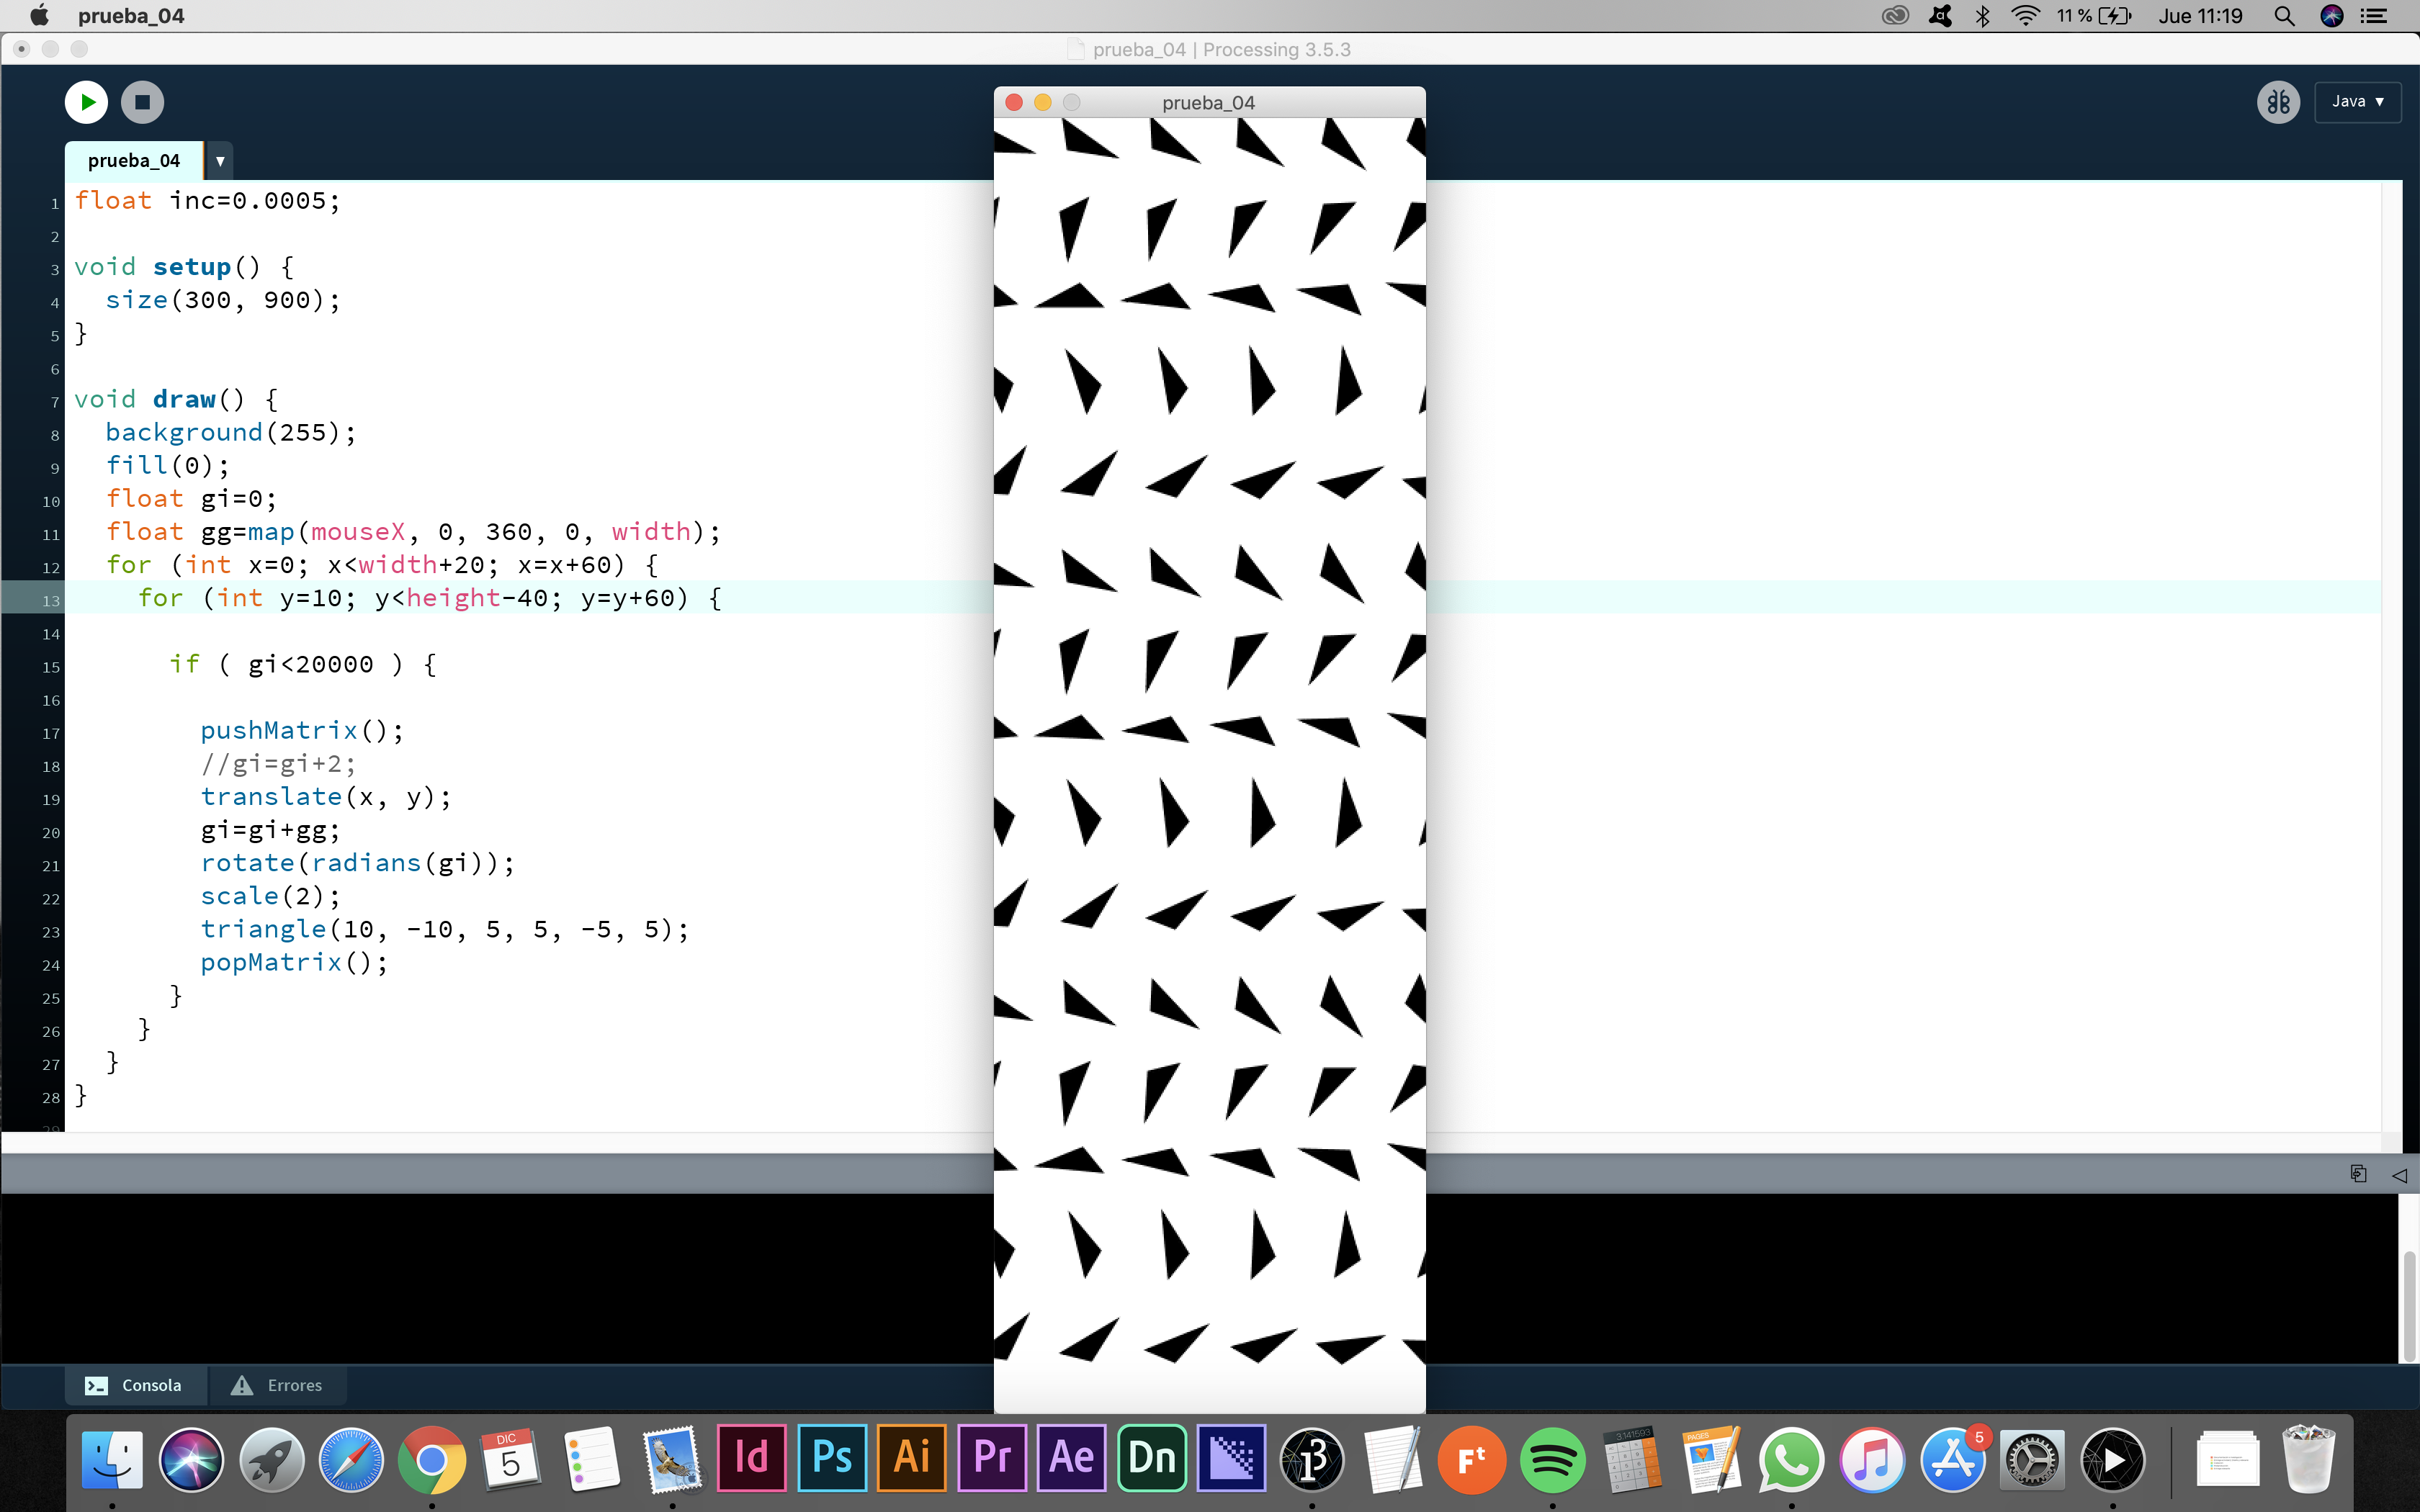 prueba_04
11 %
Jue 11:19
prueba_04 | Processing 3.5.3
Java ▼
prueba_04
prueba_04 ▼
1 float inc=0.0005;
2
3 void setup() {
4 size(300, 900);
5 }
6
7 void draw() {
8 background(255);
9 fill(0);
10 float gi=0;
11 float gg=map(mouseX, 0, 360, 0, width);
12 for (int x=0; x<width+20; x=x+60) {
13 for (int y=10; y<height-40; y=y+60) {
14
15 if ( gi<20000 ) {
16
17 pushMatrix();
18 //gi=gi+2;
19 translate(x, y);
20 gi=gi+gg;
21 rotate(radians(gi));
22 scale(2);
23 triangle(10, -10, 5, 5, -5, 5);
24 popMatrix();
25 }
26 }
27 }
28 }
29
Consola
Errores
DIC
5
Id
Ps
Ai
Pr
Ae
Dn
3
Ft
3.141593
PAGES
5